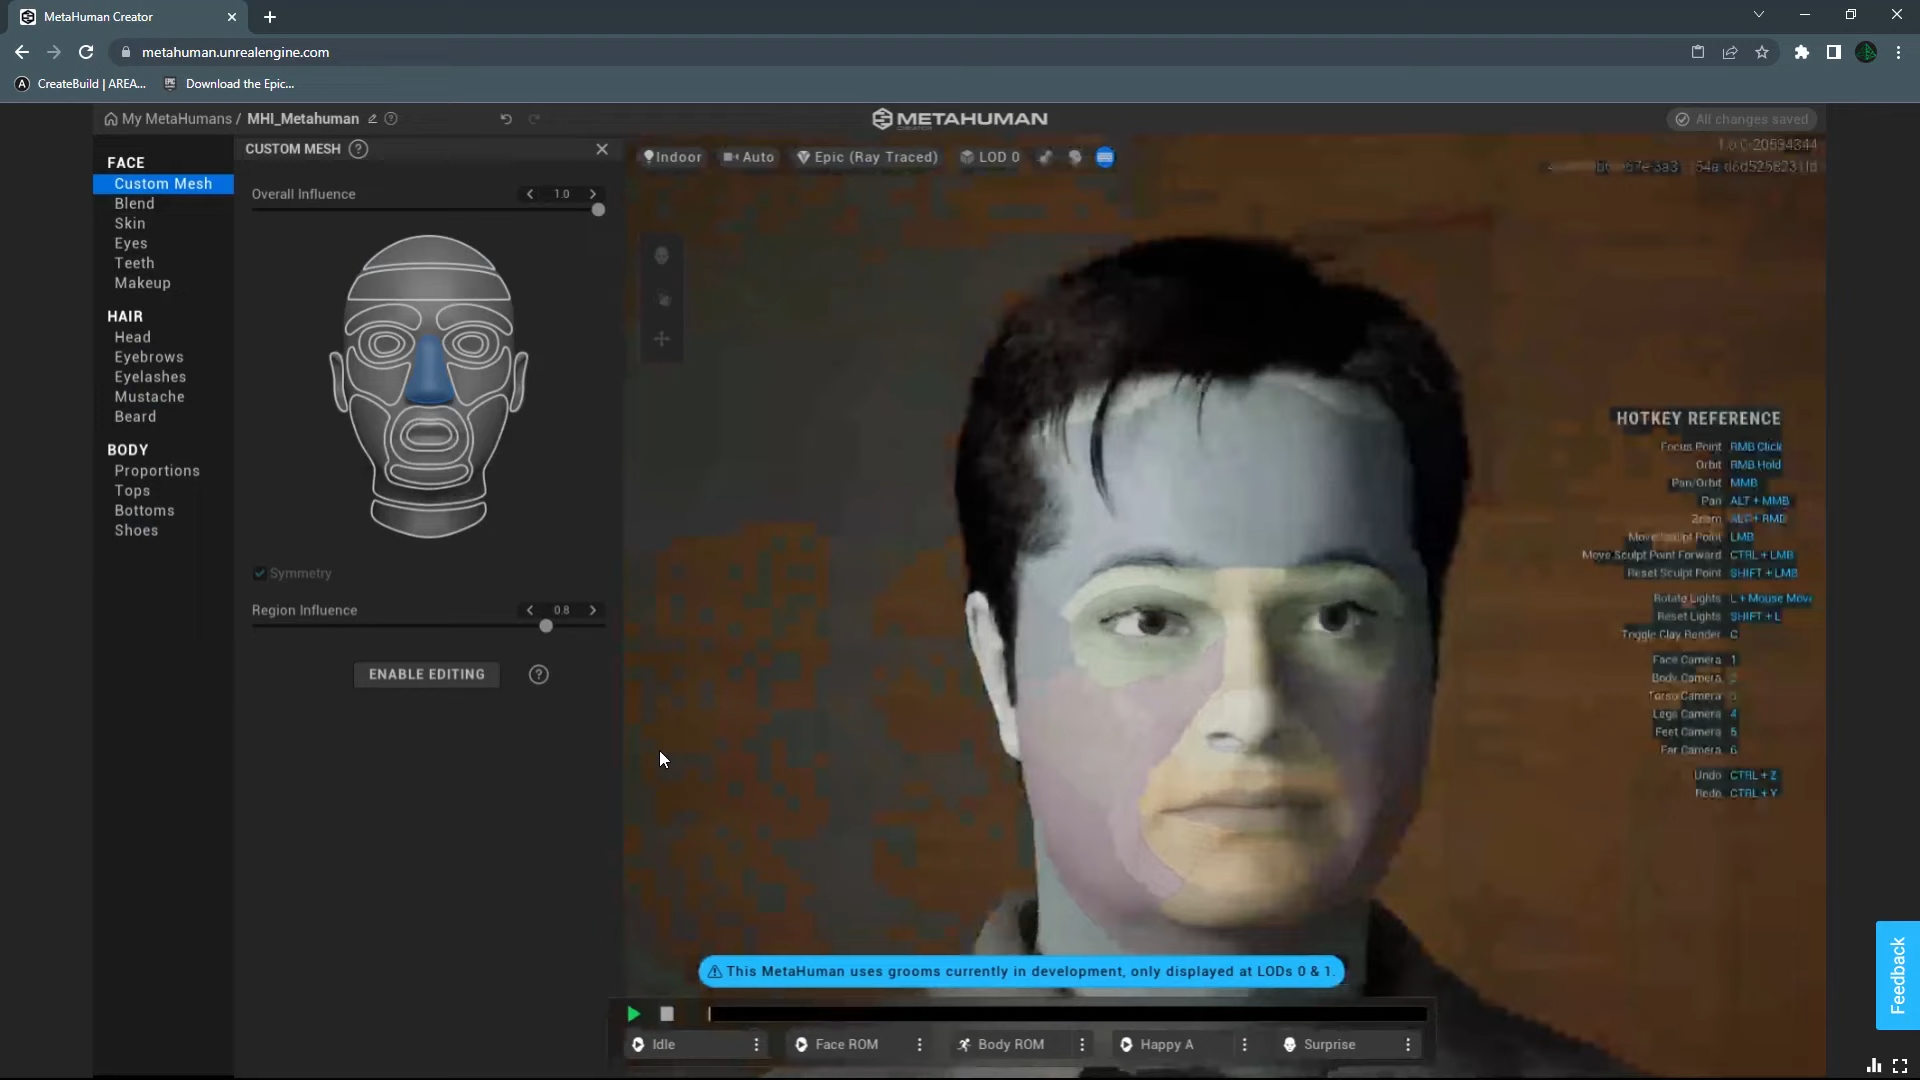 MetaHuman Creator
metahuman.unrealengine.com
CreateBuild | AREA...
Download the Epic...
My MetaHumans / MHI_Metahuman
METAHUMAN
CREATOR
All changes saved
FACE
Custom Mesh
Blend
Skin
Eyes
Teeth
Makeup
HAIR
Head
Eyebrows
Eyelashes
Mustache
Beard
BODY
Proportions
Tops
Bottoms
Shoes
CUSTOM MESH
Overall Influence 1.0
Symmetry
Region Influence 0.8
ENABLE EDITING
Indoor Auto Epic (Ray Traced) LOD 0
HOTKEY REFERENCE
Focus Point RMB Click
Orbit RMB Hold
Pan/Orbit MMB
Pan ALT + MMB
Zoom ALT + RMB
Move Sculpt Point LMB
Move Sculpt Point Forward CTRL + LMB
Reset Sculpt Point SHIFT + LMB
Rotate Lights L + Mouse Move
Reset Lights SHIFT + L
Toggle Clay Render C
Face Camera 1
Body Camera
Torso Camera
Legs Camera 4
Feet Camera 5
Far Camera 6
Undo CTRL + Z
Redo CTRL + Y
This MetaHuman uses grooms currently in development, only displayed at LODs 0 & 1.
Idle
Face ROM
Body ROM
Happy A
Surprise
Feedback